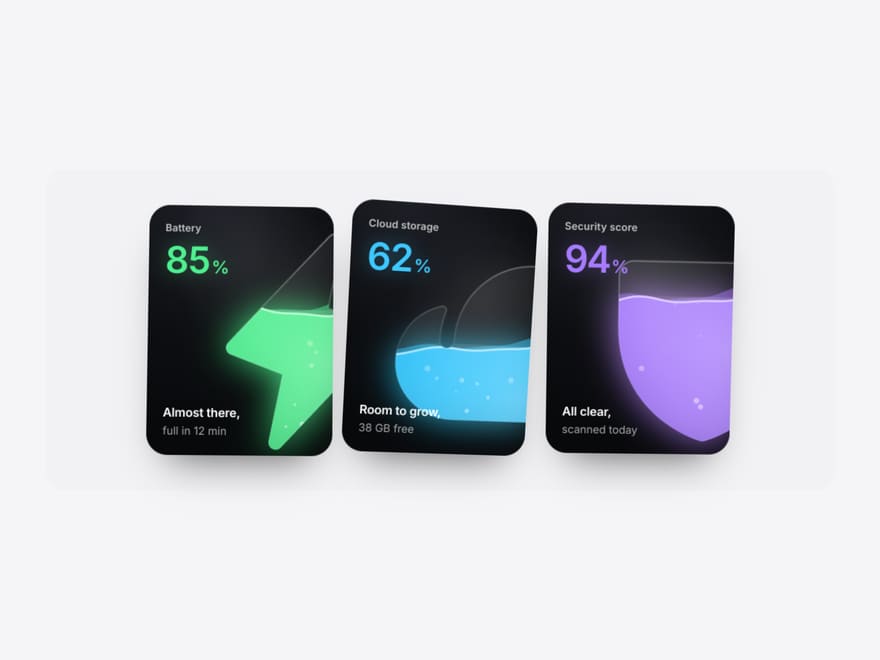 Battery
85%
Almost there,
full in 12 min
Cloud storage
62%
Room to grow,
38 GB free
Security score
94%
All clear,
scanned today